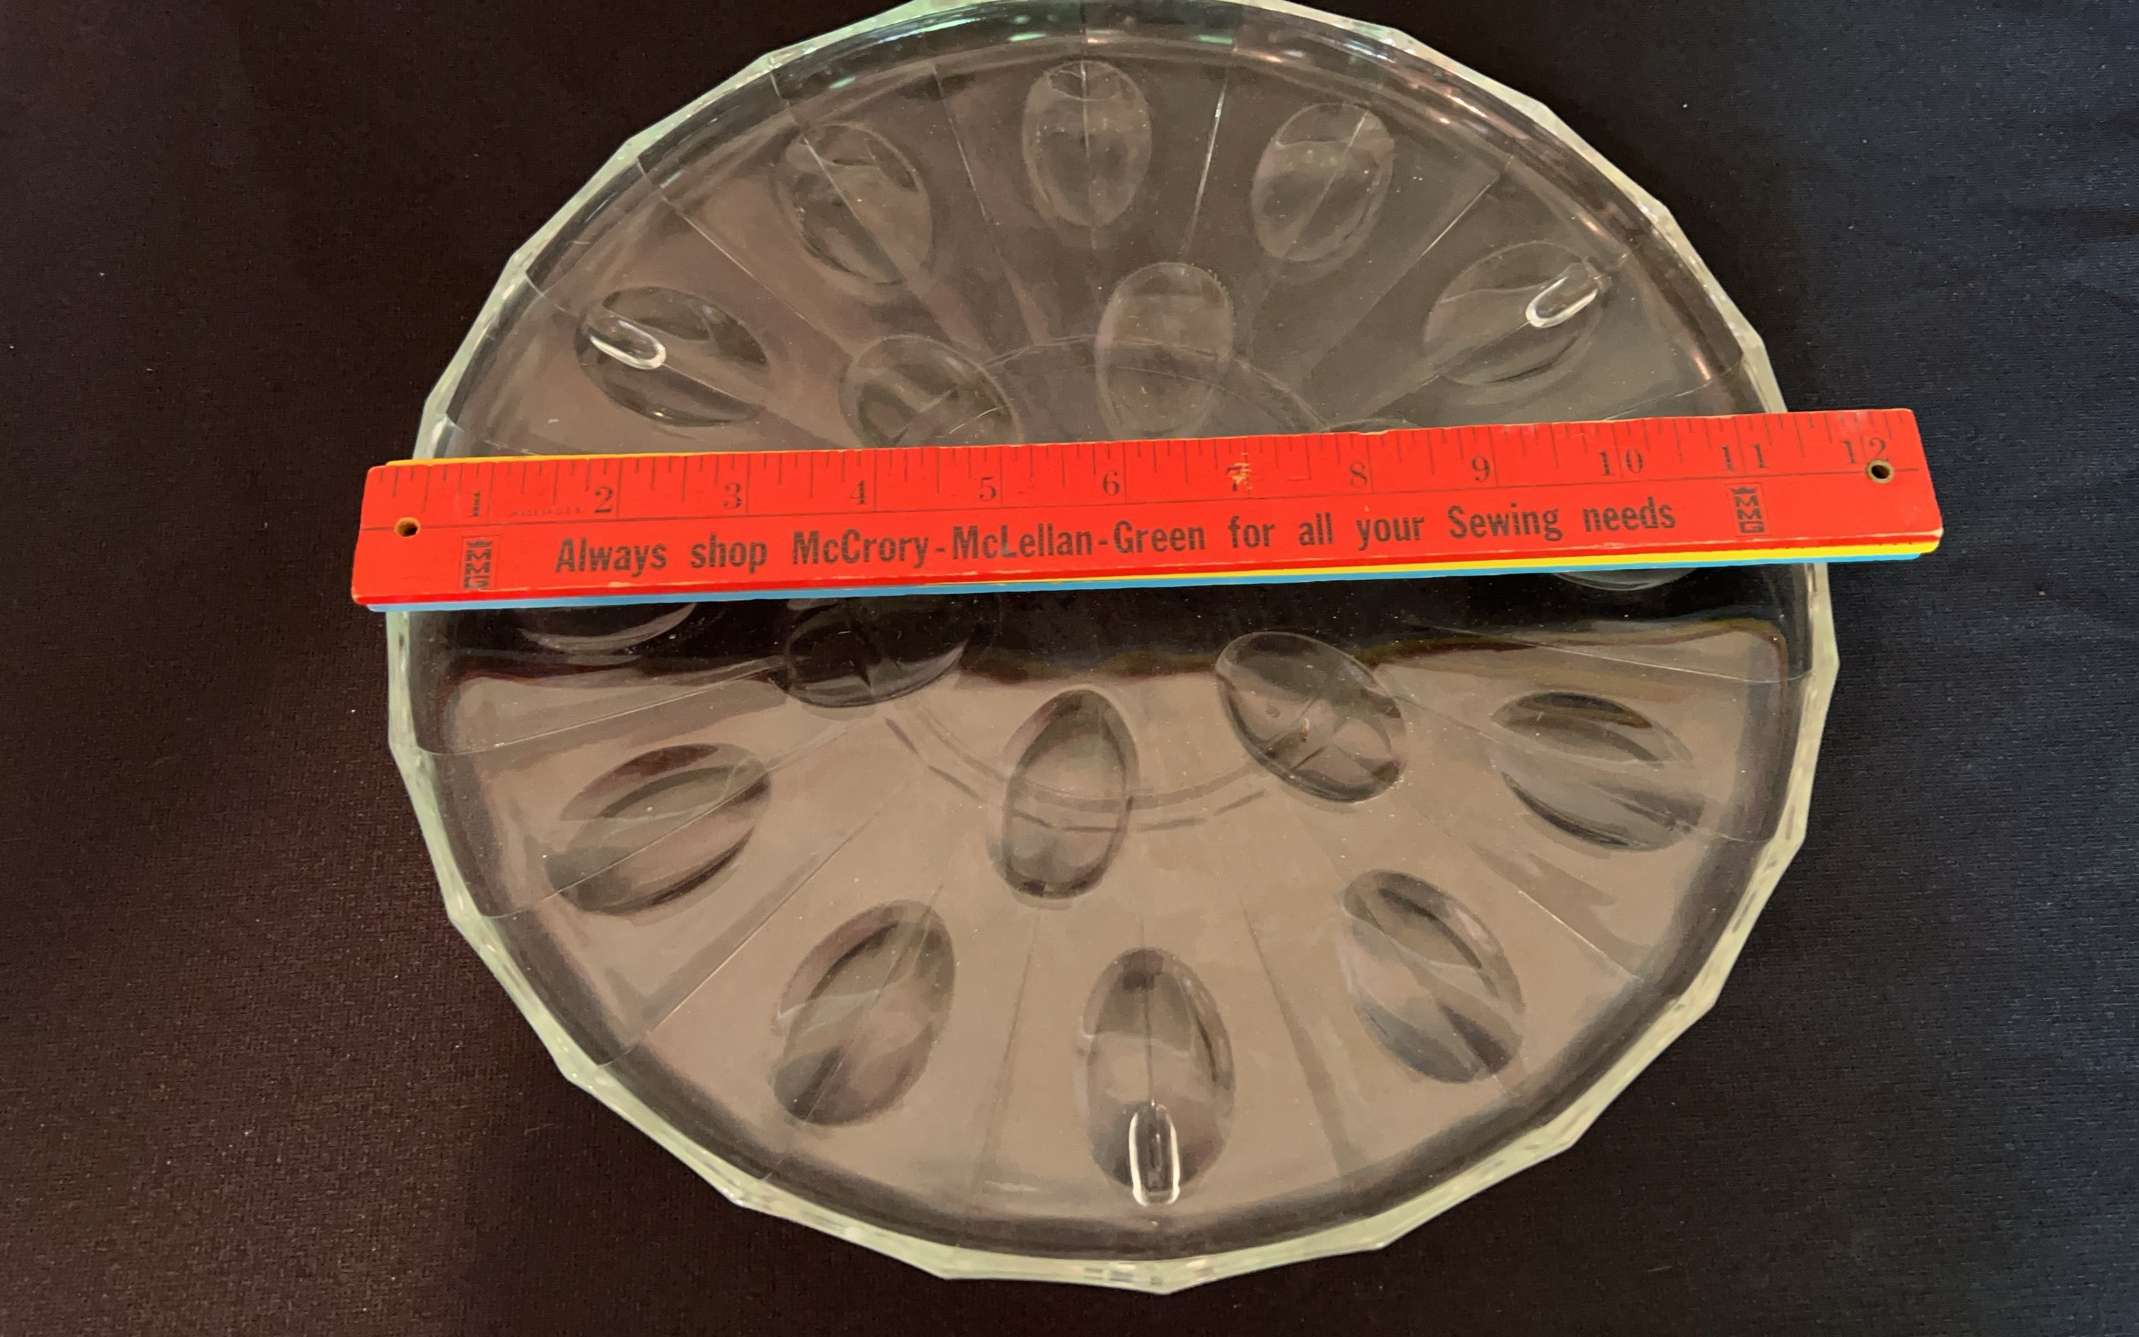 1 2 3 4 5 6 7 8 9 10 11 12
MMG Always shop McCrory-McLellan-Green for all your Sewing needs MMG